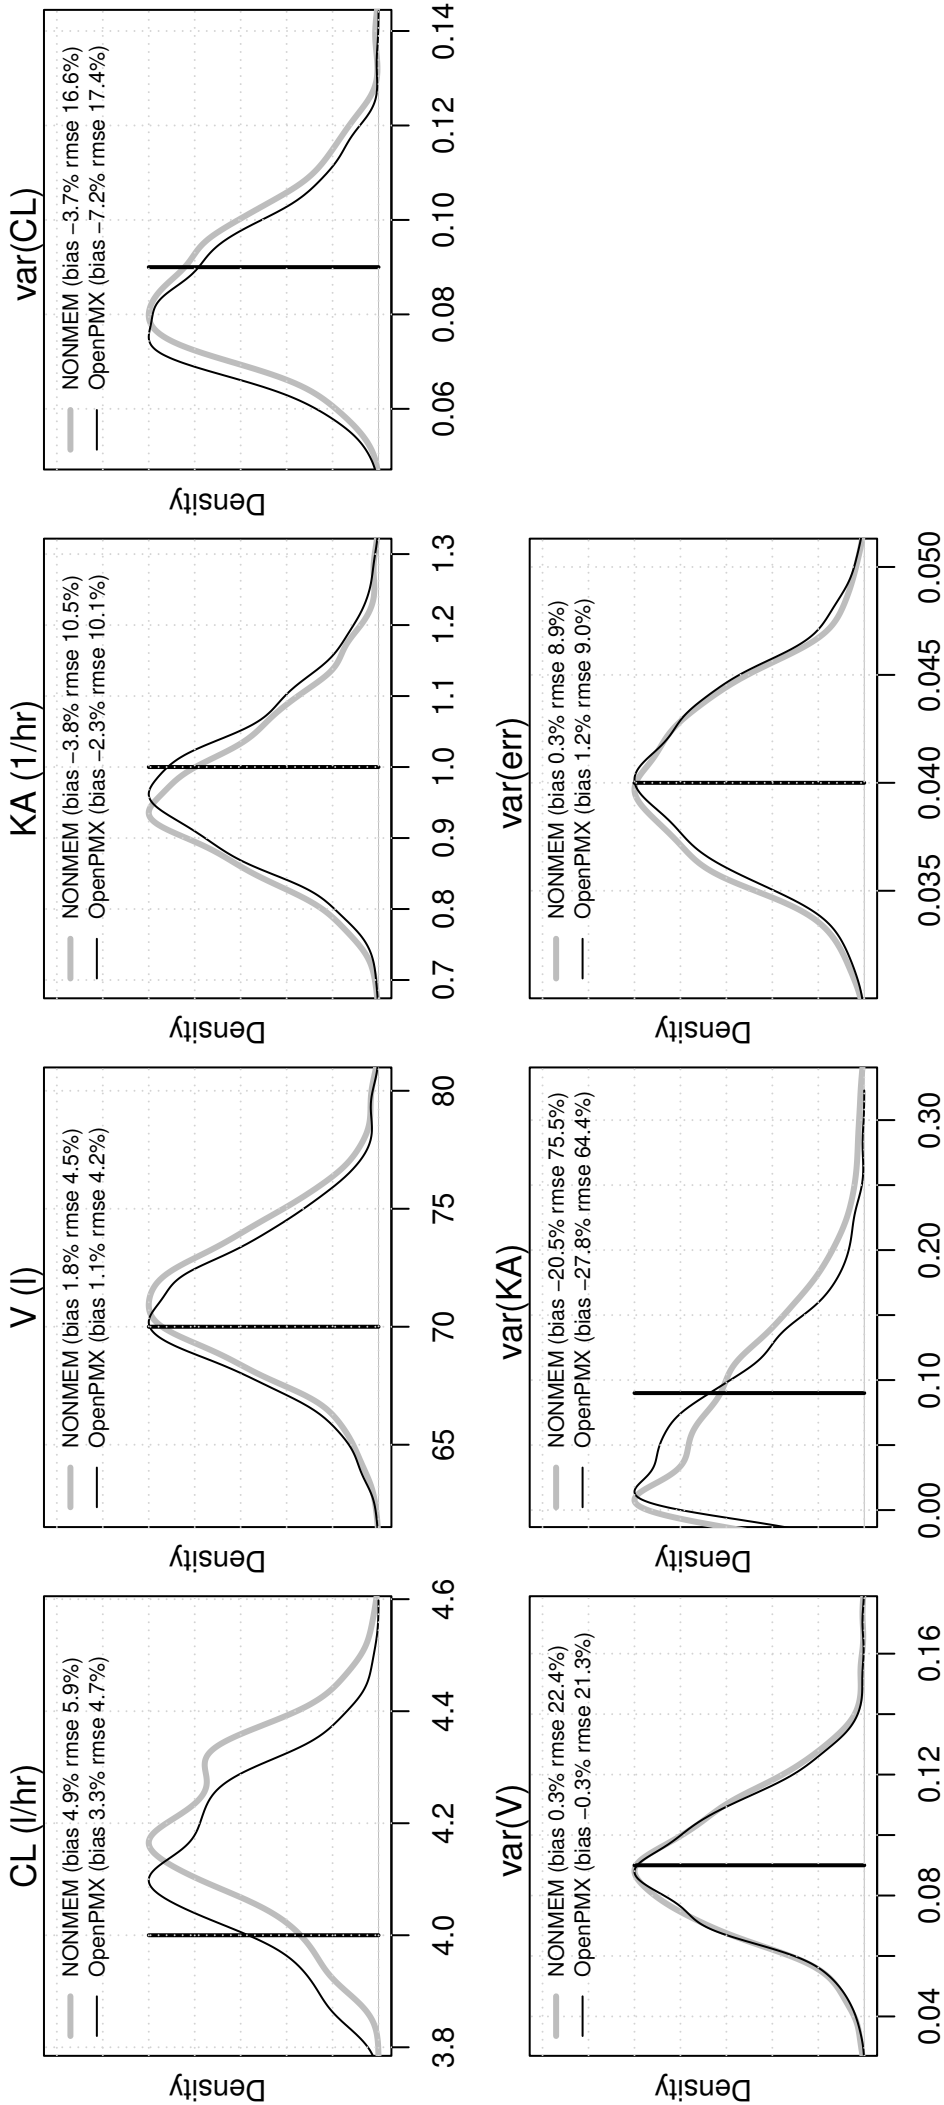 CL (l/hr)
NONMEM (bias 4.9% rmse 5.9%)
OpenPMX (bias 3.3% rmse 4.7%)
Density
3.8 4.0 4.2 4.4 4.6
V (l)
NONMEM (bias 1.8% rmse 4.5%)
OpenPMX (bias 1.1% rmse 4.2%)
Density
65 70 75 80
KA (1/hr)
NONMEM (bias −3.8% rmse 10.5%)
OpenPMX (bias −2.3% rmse 10.1%)
Density
0.7 0.8 0.9 1.0 1.1 1.2 1.3
var(CL)
NONMEM (bias −3.7% rmse 16.6%)
OpenPMX (bias −7.2% rmse 17.4%)
Density
0.06 0.08 0.10 0.12 0.14
var(V)
NONMEM (bias 0.3% rmse 22.4%)
OpenPMX (bias −0.3% rmse 21.3%)
Density
0.04 0.08 0.12 0.16
var(KA)
NONMEM (bias −20.5% rmse 75.5%)
OpenPMX (bias −27.8% rmse 64.4%)
Density
0.00 0.10 0.20 0.30
var(err)
NONMEM (bias 0.3% rmse 8.9%)
OpenPMX (bias 1.2% rmse 9.0%)
Density
0.035 0.040 0.045 0.050